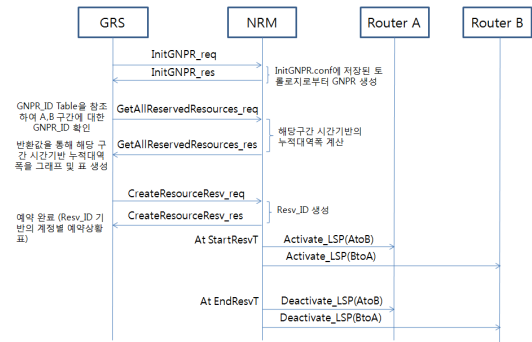 GRS
NRM
Router A
Router B
InitGNPR_req
InitGNPR_res
InitGNPR.conf에 저장된 토
폴로지로부터 GNPR 생성
GNPR_ID Table을 참조
하여 A,B 구간에 대한
GNPR_ID 확인
GetAllReservedResources_req
해당구간 시간기반의
누적대역폭 계산
반환값을 통해 해당 구
간 시간기반 누적대역
폭을 그래프 및 표 생성
GetAllReservedResources_res
CreateResourceResv_req
Resv_ID 생성
CreateResourceResv_res
예약 완료 (Resv_ID 기
반의 계정별 예약상황
표)
At StartResvT
Activate_LSP(AtoB)
Activate_LSP(BtoA)
At EndResvT
Deactivate_LSP(AtoB)
Deactivate_LSP(BtoA)